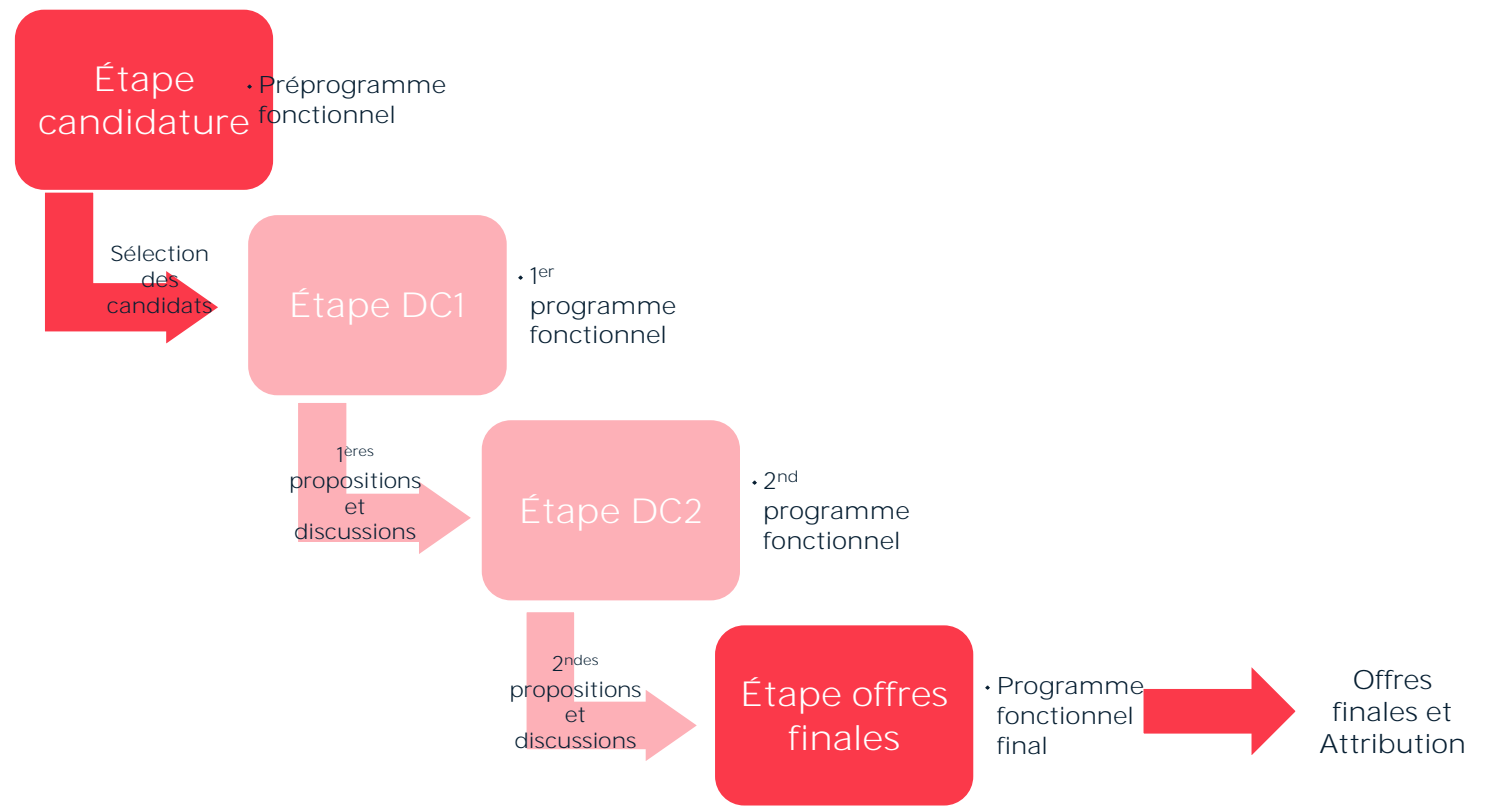 Étape
candidature
• Préprogramme
fonctionnel
Sélection
des
candidats
Étape DC1
• 1er
programme
fonctionnel
1ères
propositions
et
discussions
Étape DC2
• 2nd
programme
fonctionnel
2ndes
propositions
et
discussions
Étape offres
finales
• Programme
fonctionnel
final
Offres
finales et
Attribution